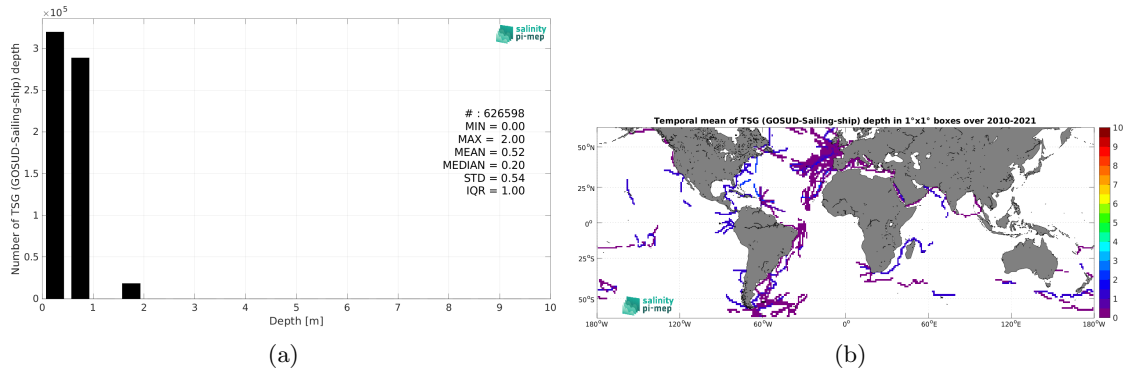 ×10⁵
3
2.5
2
1.5
1
0.5
0
Number of TSG (GOSUD-Sailing-ship) depth
salinity
pi-mep
# : 626598
MIN = 0.00
MAX = 2.00
MEAN = 0.52
MEDIAN = 0.20
STD = 0.54
IQR = 1.00
0 1 2 3 4 5 6 7 8 9 10
Depth [m]
(a)
Temporal mean of TSG (GOSUD-Sailing-ship) depth in 1°x1° boxes over 2010-2021
50°N
25°N
0°
25°S
50°S
salinity
pi-mep
180°W 120°W 60°W 0° 60°E 120°E 180°W
10
9
8
7
6
5
4
3
2
1
0
(b)